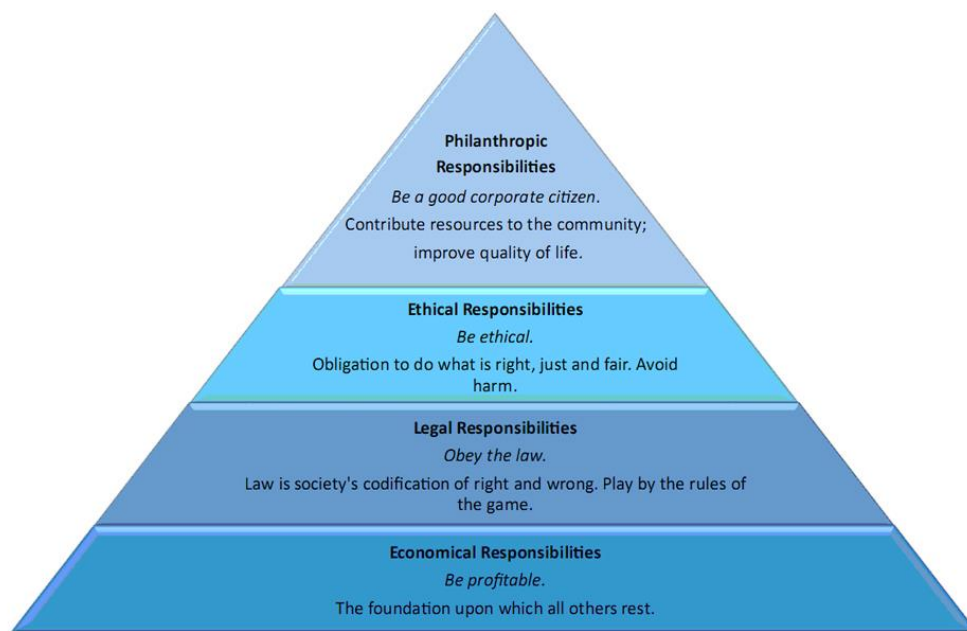 Philanthropic
Responsibilities
Be a good corporate citizen.
Contribute resources to the community;
improve quality of life.
Ethical Responsibilities
Be ethical.
Obligation to do what is right, just and fair. Avoid
harm.
Legal Responsibilities
Obey the law.
Law is society's codification of right and wrong. Play by the rules of
the game.
Economical Responsibilities
Be profitable.
The foundation upon which all others rest.